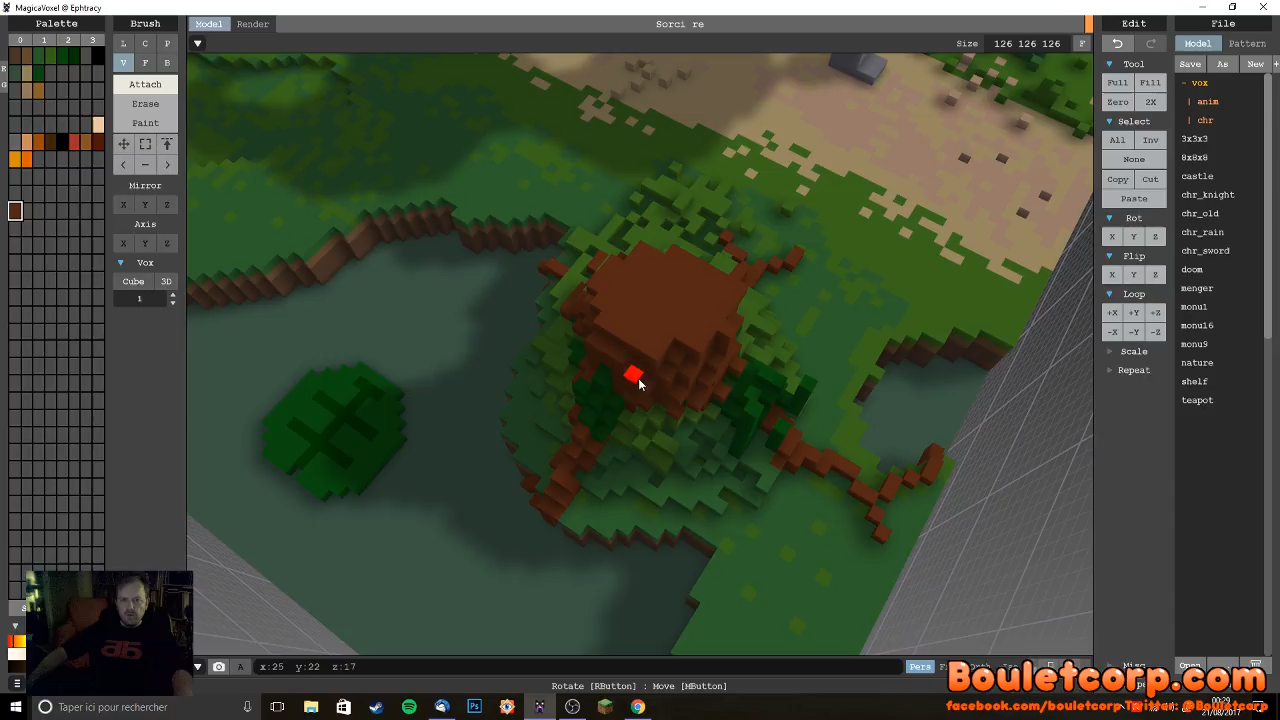 MagicaVoxel @ Ephtracy
Palette Brush Model Render Sorci re Edit File
0 1 2 3
L C P
V F B
Attach
Erase
Paint
Mirror
X Y Z
Axis
X Y Z
Vox
Cube 3D
1
Size 126 126 126 F
Tool
Full Fill
Zero 2X
Select
All Inv
None
Copy Cut
Paste
Rot
X Y Z
Flip
X Y Z
Loop
+X +Y +Z
-X -Y -Z
Scale
Repeat
Model Pattern
Save As New +
- vox
| anim
| chr
3x3x3
8x8x8
castle
chr_knight
chr_old
chr_rain
chr_sword
doom
menger
monu1
monu16
monu9
nature
shelf
teapot
A x:25 y:22 z:17 Pers
Rotate [RButton] : Move [MButton]
Bouletcorp.com
facebook.com/bouletcorp Twitter: @Bouletcorp
Taper ici pour rechercher
00:29
21/08/2017